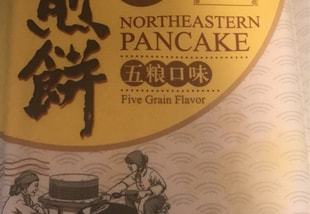 煎餅
NORTHEASTERN
PANCAKE
五粮口味
Five Grain Flavor